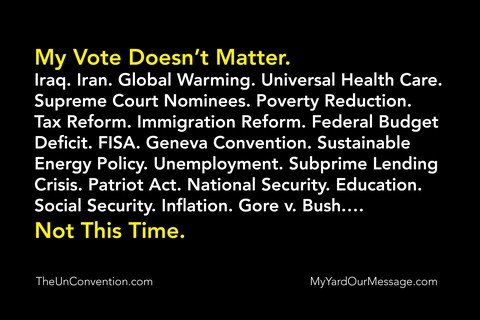 My Vote Doesn’t Matter.
Iraq. Iran. Global Warming. Universal Health Care.
Supreme Court Nominees. Poverty Reduction.
Tax Reform. Immigration Reform. Federal Budget
Deficit. FISA. Geneva Convention. Sustainable
Energy Policy. Unemployment. Subprime Lending
Crisis. Patriot Act. National Security. Education.
Social Security. Inflation. Gore v. Bush....
Not This Time.
TheUnConvention.com
MyYardOurMessage.com